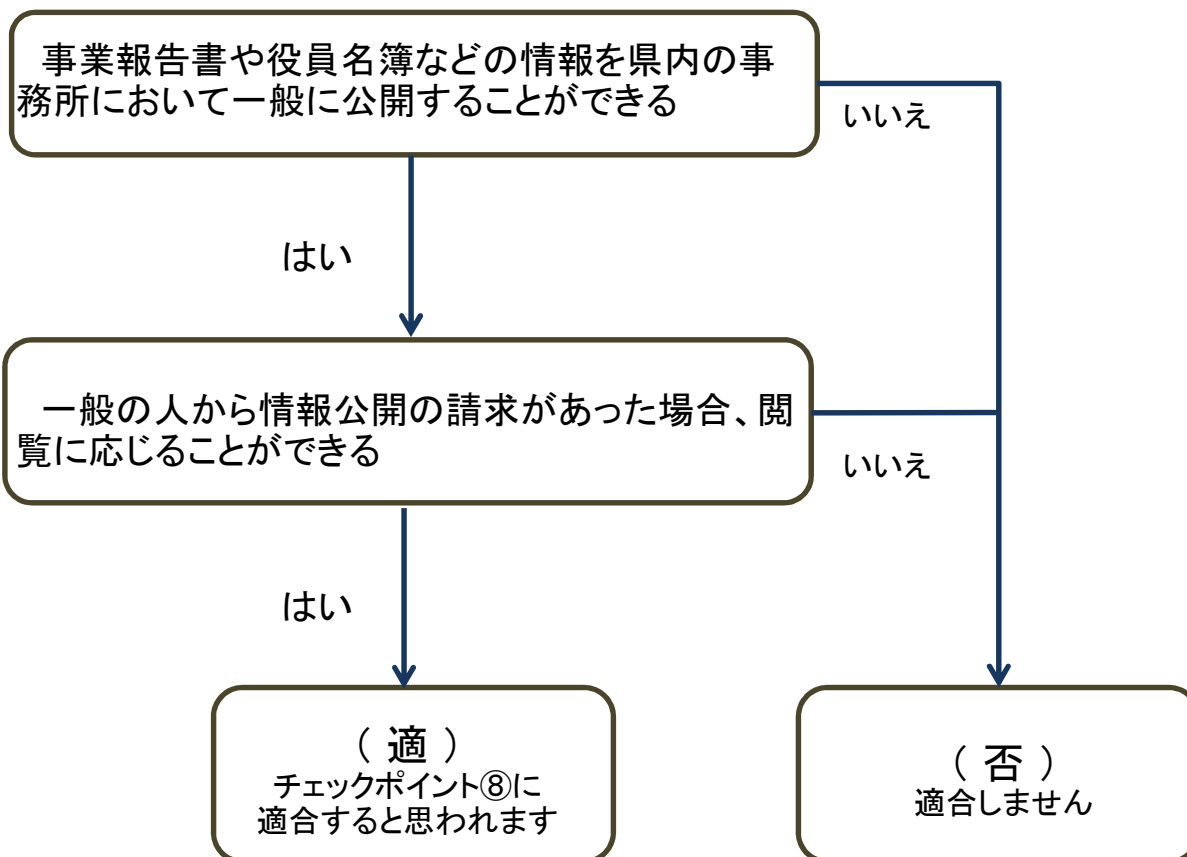 事業報告書や役員名簿などの情報を県内の事
務所において一般に公開することができる
いいえ
はい
一般の人から情報公開の請求があった場合、閲
覧に応じることができる
いいえ
はい
（ 適 ）
チェックポイント⑧に
適合すると思われます
（ 否 ）
適合しません